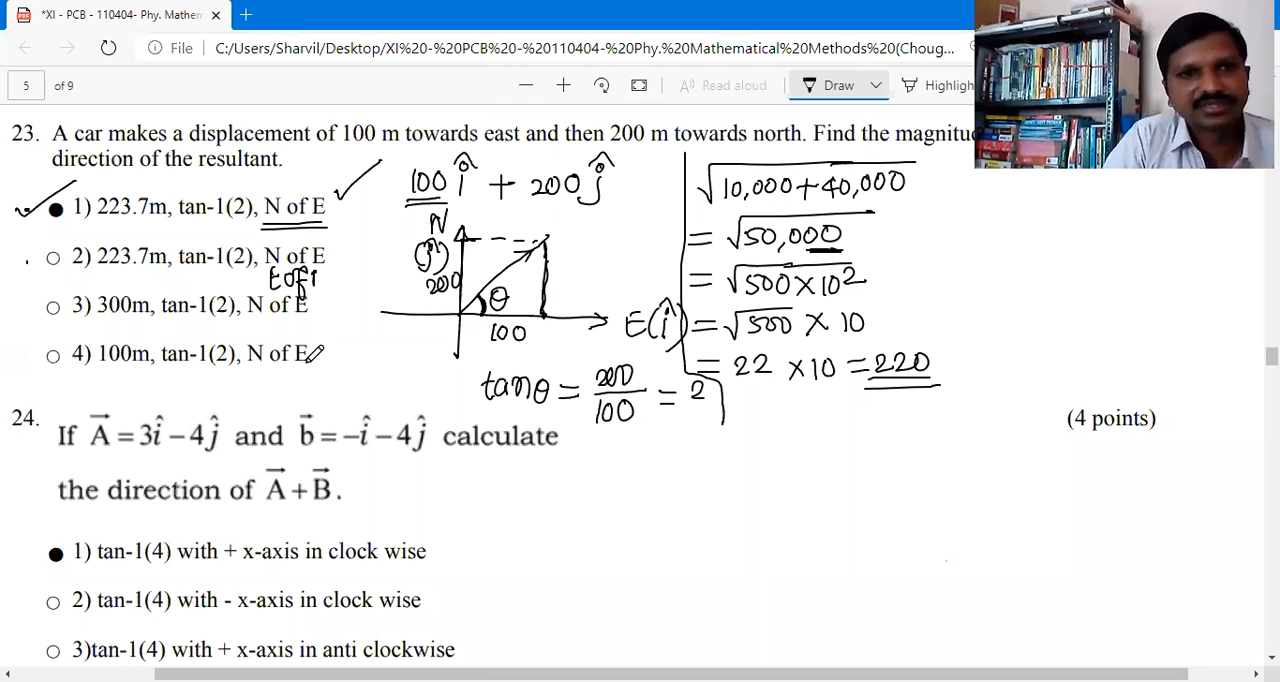 *XI - PCB - 110404- Phy. Mathem
File C:/Users/Sharvil/Desktop/XI%20-%20PCB%20-%20110404-%20Phy.%20Mathematical%20Methods%20(Choug...
5 of 9 Read aloud Draw Highligh
23. A car makes a displacement of 100 m towards east and then 200 m towards north. Find the magnitu
direction of the resultant.
1) 223.7m, tan-1(2), N of E
2) 223.7m, tan-1(2), N of E
3) 300m, tan-1(2), N of E
4) 100m, tan-1(2), N of E
100 î + 200 ĵ
N
(ĵ)
200
θ
100
E(î)
tanθ = 200/100 = 2
√10,000+40,000
= √50,000
= √500×10²
= √500 × 10
= 22 ×10 = 220
24. (4 points)
If A⃗ = 3î – 4ĵ and b⃗ = –î – 4ĵ calculate
the direction of A⃗ + B⃗.
1) tan-1(4) with + x-axis in clock wise
2) tan-1(4) with - x-axis in clock wise
3)tan-1(4) with + x-axis in anti clockwise